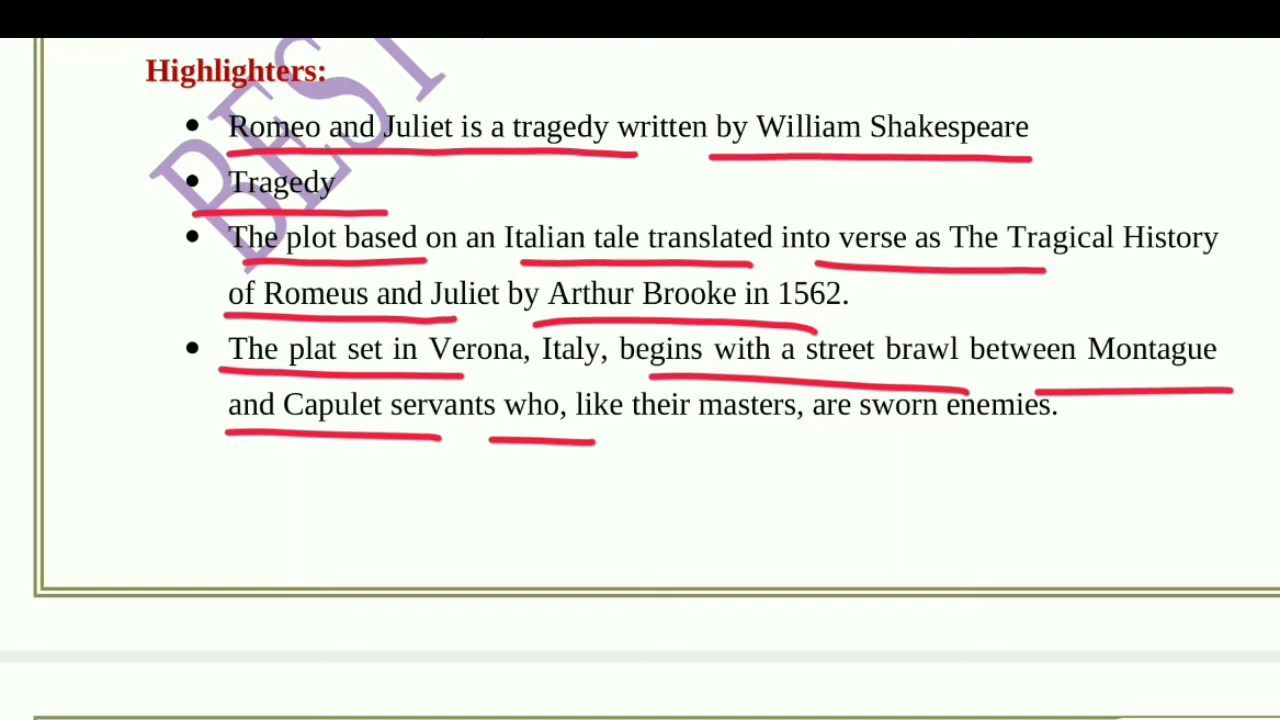 Highlighters:
• Romeo and Juliet is a tragedy written by William Shakespeare
• Tragedy
• The plot based on an Italian tale translated into verse as The Tragical History
of Romeus and Juliet by Arthur Brooke in 1562.
• The plat set in Verona, Italy, begins with a street brawl between Montague
and Capulet servants who, like their masters, are sworn enemies.
BEST